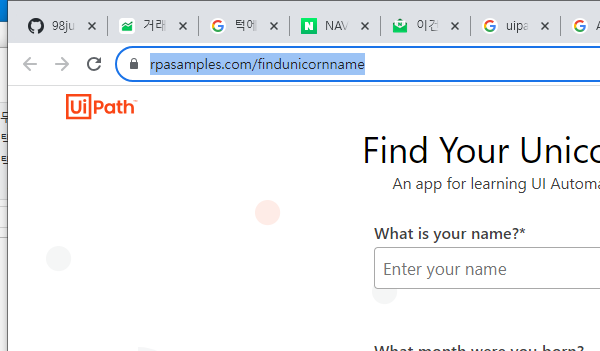 98ju
거래
턱에
NAV
이건
uipa
rpasamples.com/findunicornname
UiPath
Find Your Unico
An app for learning UI Automa
What is your name?*
Enter your name
What month were you born?